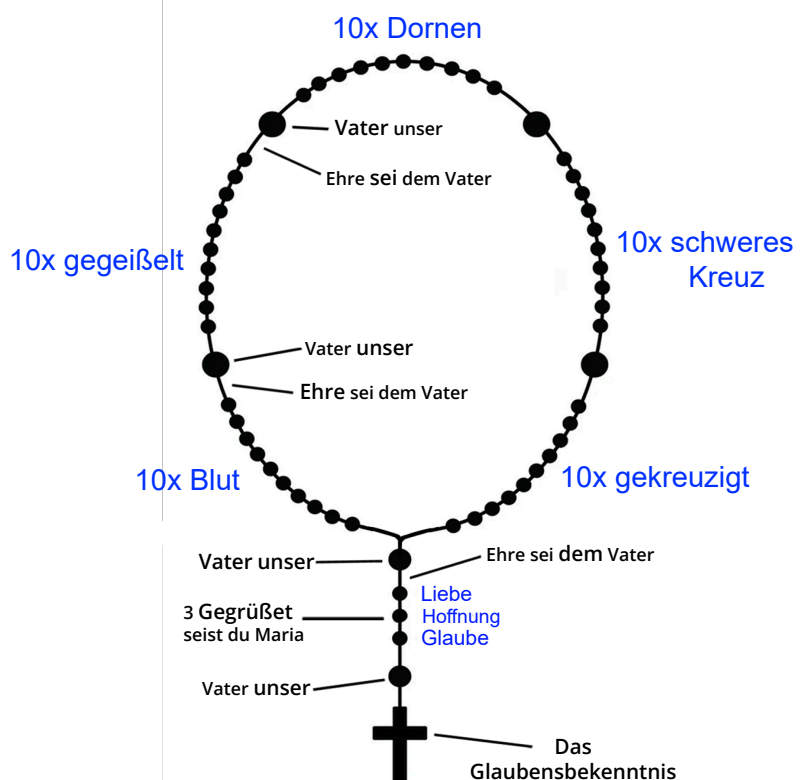 10x Dornen
Vater unser
Ehre sei dem Vater
10x gegeißelt
10x schweres
Kreuz
Vater unser
Ehre sei dem Vater
10x Blut
10x gekreuzigt
Vater unser
Ehre sei dem Vater
Liebe
3 Gegrüßet
Hoffnung
seist du Maria
Glaube
Vater unser
Das
Glaubensbekenntnis